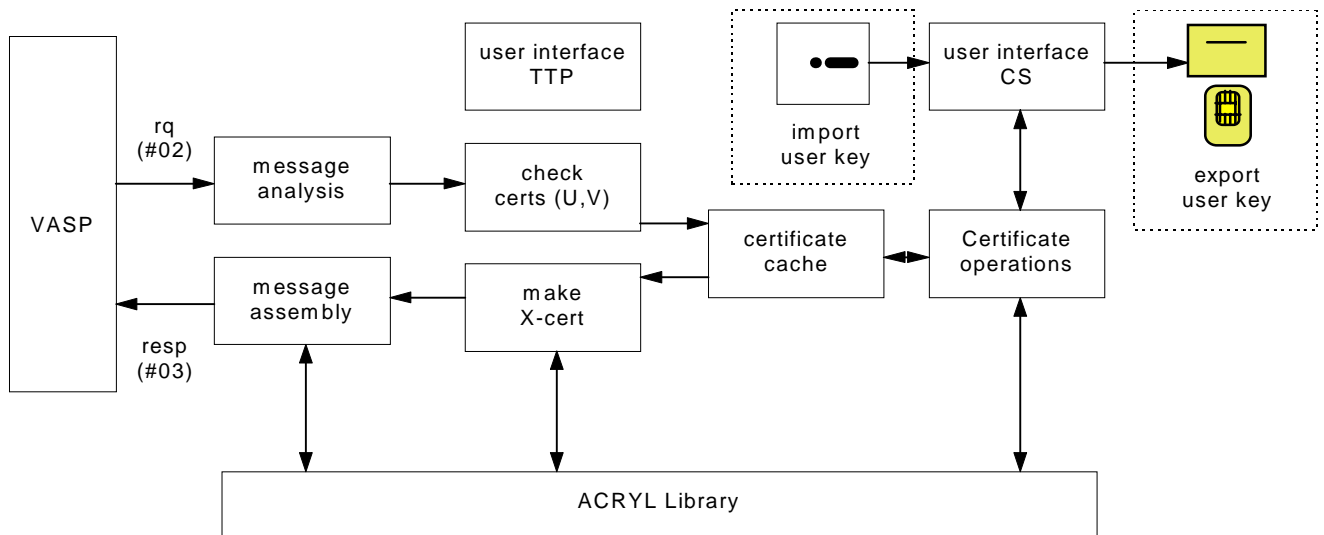 user interface
TTP
user interface
CS
rq
(#02)
message
analysis
check
certs (U,V)
import
user key
export
user key
VASP
certificate
cache
Certificate
operations
message
assembly
make
X-cert
resp
(#03)
ACRYL Library